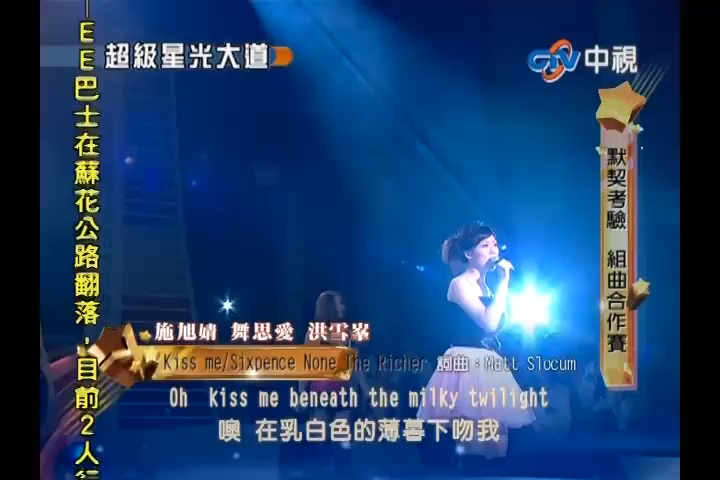 超級星光大道
CTV中視
EE巴士在蘇花公路翻落，目前2人
默契考驗 組曲合作賽
施旭婧 舞思愛 洪雪峯
Kiss me/Sixpence None The Richer 詞曲：Matt Slocum
Oh kiss me beneath the milky twilight
噢 在乳白色的薄暮下吻我